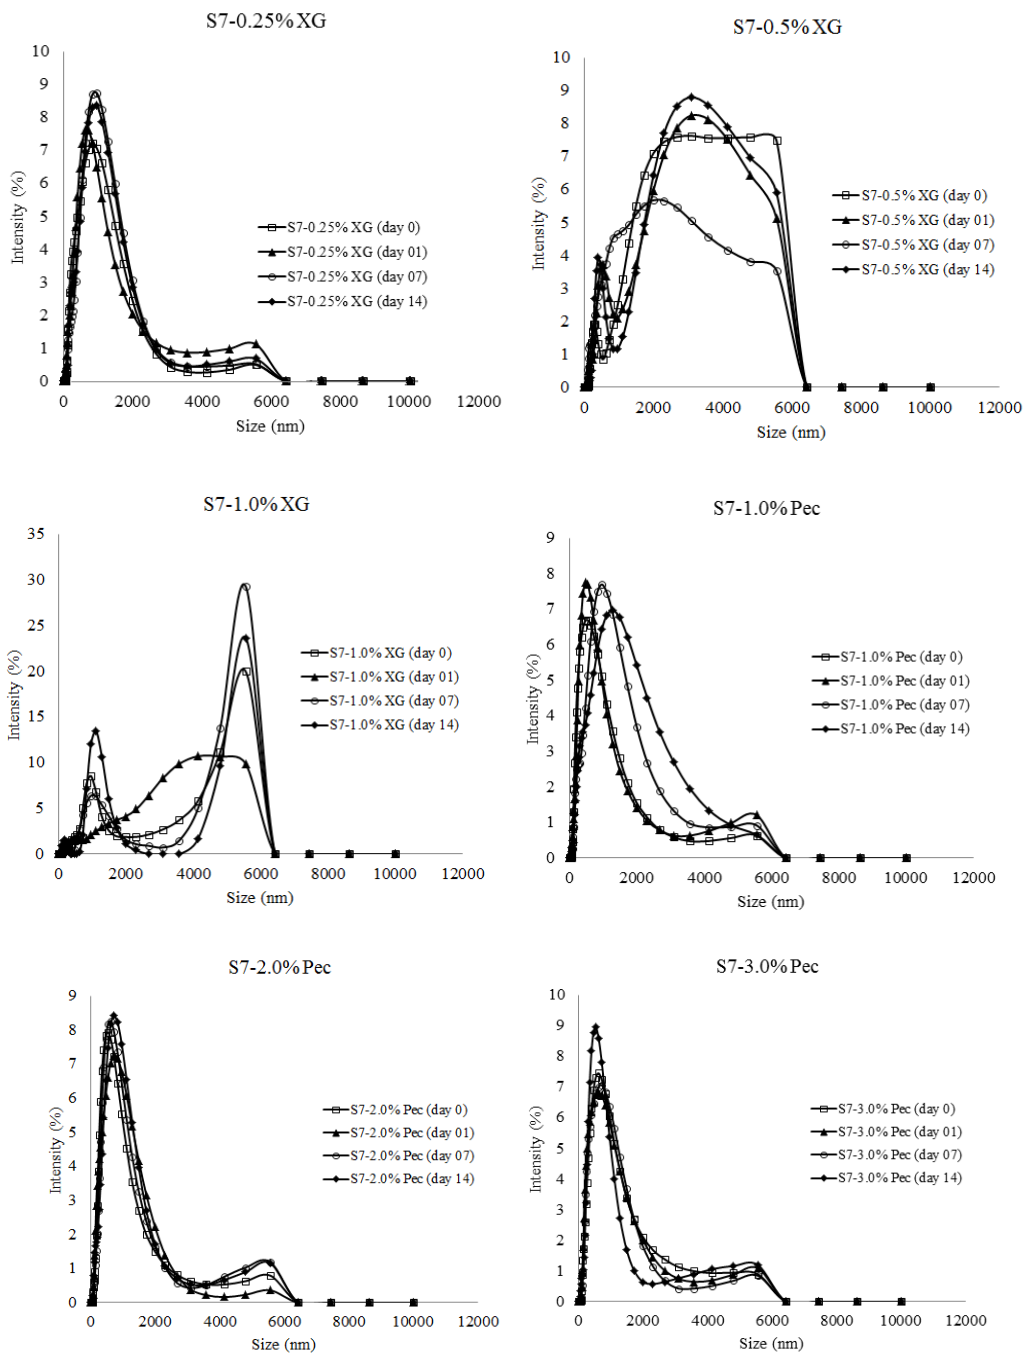 S7-0.25% XG
10
9
8
7
6
5
4
3
2
1
0
Intensity (%)
S7-0.25% XG (day 0)
S7-0.25% XG (day 01)
S7-0.25% XG (day 07)
S7-0.25% XG (day 14)
0 2000 4000 6000 8000 10000 12000
Size (nm)
S7-0.5% XG
10
9
8
7
6
5
4
3
2
1
0
Intensity (%)
S7-0.5% XG (day 0)
S7-0.5% XG (day 01)
S7-0.5% XG (day 07)
S7-0.5% XG (day 14)
0 2000 4000 6000 8000 10000 12000
Size (nm)
S7-1.0% XG
35
30
25
20
15
10
5
0
Intensity (%)
S7-1.0% XG (day 0)
S7-1.0% XG (day 01)
S7-1.0% XG (day 07)
S7-1.0% XG (day 14)
0 2000 4000 6000 8000 10000 12000
Size (nm)
S7-1.0% Pec
9
8
7
6
5
4
3
2
1
0
Intensity (%)
S7-1.0% Pec (day 0)
S7-1.0% Pec (day 01)
S7-1.0% Pec (day 07)
S7-1.0% Pec (day 14)
0 2000 4000 6000 8000 10000 12000
Size (nm)
S7-2.0% Pec
9
8
7
6
5
4
3
2
1
0
Intensity (%)
S7-2.0% Pec (day 0)
S7-2.0% Pec (day 01)
S7-2.0% Pec (day 07)
S7-2.0% Pec (day 14)
0 2000 4000 6000 8000 10000 12000
Size (nm)
S7-3.0% Pec
10
9
8
7
6
5
4
3
2
1
0
Intensity (%)
S7-3.0% Pec (day 0)
S7-3.0% Pec (day 01)
S7-3.0% Pec (day 07)
S7-3.0% Pec (day 14)
0 2000 4000 6000 8000 10000 12000
Size (nm)